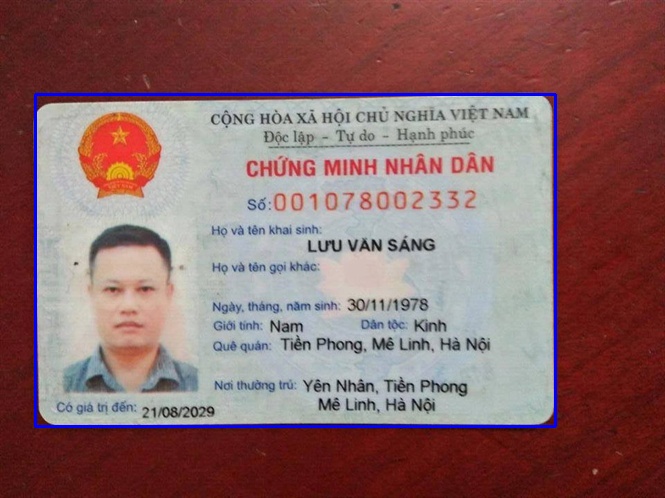 CỘNG HÒA XÃ HỘI CHỦ NGHĨA VIỆT NAM
Độc lập - Tự do - Hạnh phúc
CHỨNG MINH NHÂN DÂN
Số: 001078002332
Họ và tên khai sinh:
LƯU VĂN SÁNG
Họ và tên gọi khác:
Ngày, tháng, năm sinh: 30/11/1978
Giới tính: Nam Dân tộc: Kinh
Quê quán: Tiền Phong, Mê Linh, Hà Nội
Nơi thường trú: Yên Nhân, Tiền Phong
Mê Linh, Hà Nội
Có giá trị đến: 21/08/2029